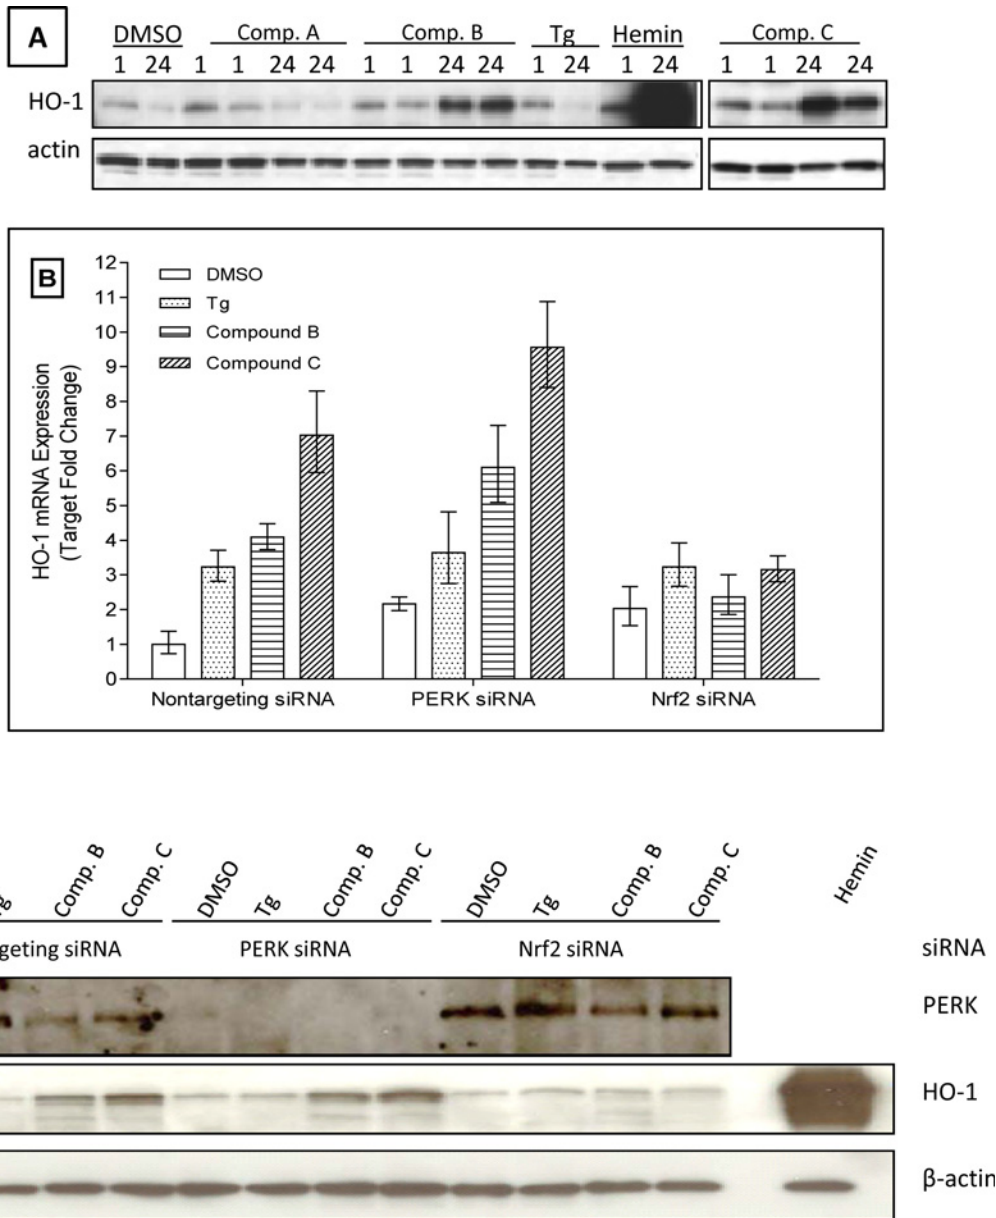 A
DMSO Comp. A Comp. B Tg Hemin Comp. C
1 24 1 1 24 24 1 1 24 24 1 24 1 24 1 1 24 24
HO-1
actin
B
12
11
10
9
8
7
6
5
4
3
2
1
0
HO-1 mRNA Expression
(Target Fold Change)
DMSO
Tg
Compound B
Compound C
Nontargeting siRNA PERK siRNA Nrf2 siRNA
Comp. B Comp. C DMSO Tg Comp. B Comp. C DMSO Tg Comp. B Comp. C Hemin
geting siRNA PERK siRNA Nrf2 siRNA siRNA
PERK
HO-1
β-actin